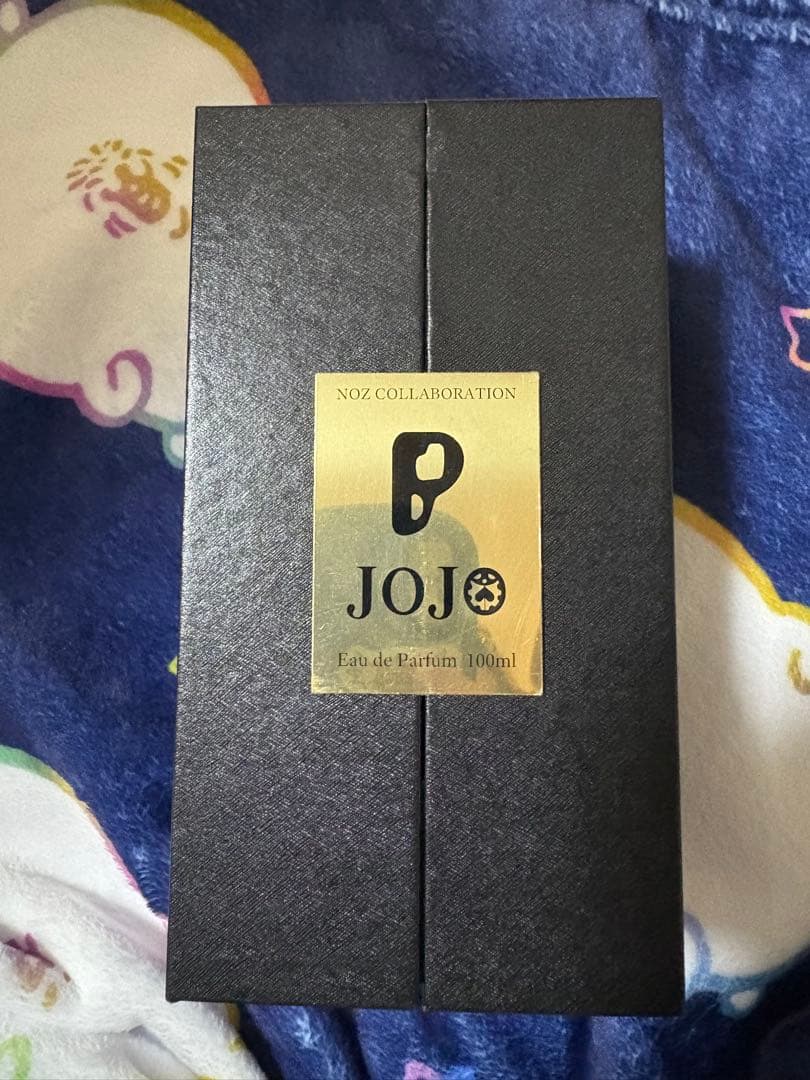 NOZ COLLABORATION
P
JOJO
Eau de Parfum 100ml